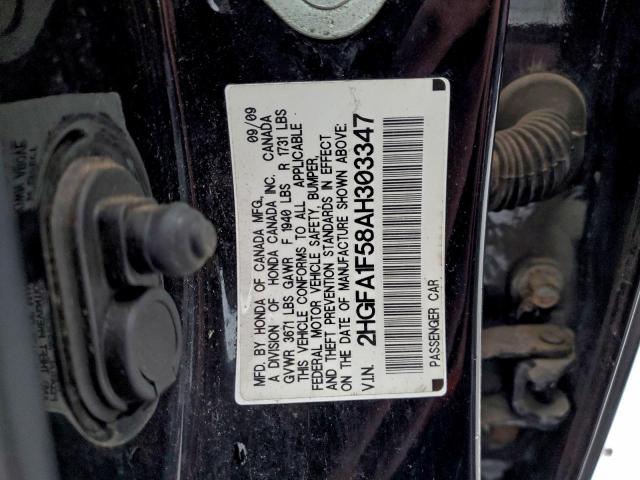 MFD. BY HONDA OF CANADA MFG. 09/09
A DIVISION OF HONDA CANADA INC. CANADA
GVWR 3671 LBS GAWR F 1940 LBS R 1731 LBS
THIS VEHICLE CONFORMS TO ALL APPLICABLE
FEDERAL MOTOR VEHICLE SAFETY, BUMPER,
AND THEFT PREVENTION STANDARDS IN EFFECT
ON THE DATE OF MANUFACTURE SHOWN ABOVE.
V.I.N. 2HGFA1F58AH303347
PASSENGER CAR